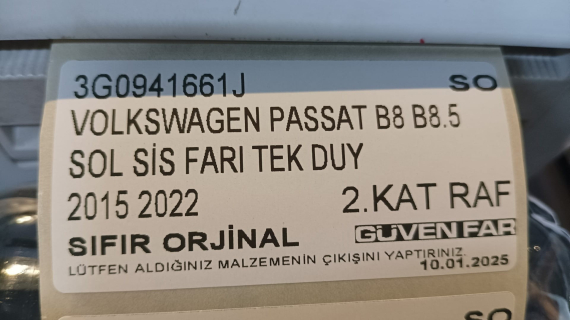 3G0941661J SO
VOLKSWAGEN PASSAT B8 B8.5
SOL SİS FARI TEK DUY
2015 2022 2.KAT RAF
SIFIR ORJİNAL GÜVEN FAR
LÜTFEN ALDIĞINIZ MALZEMENİN ÇIKIŞINI YAPTIRINIZ
10.01.2025
SO